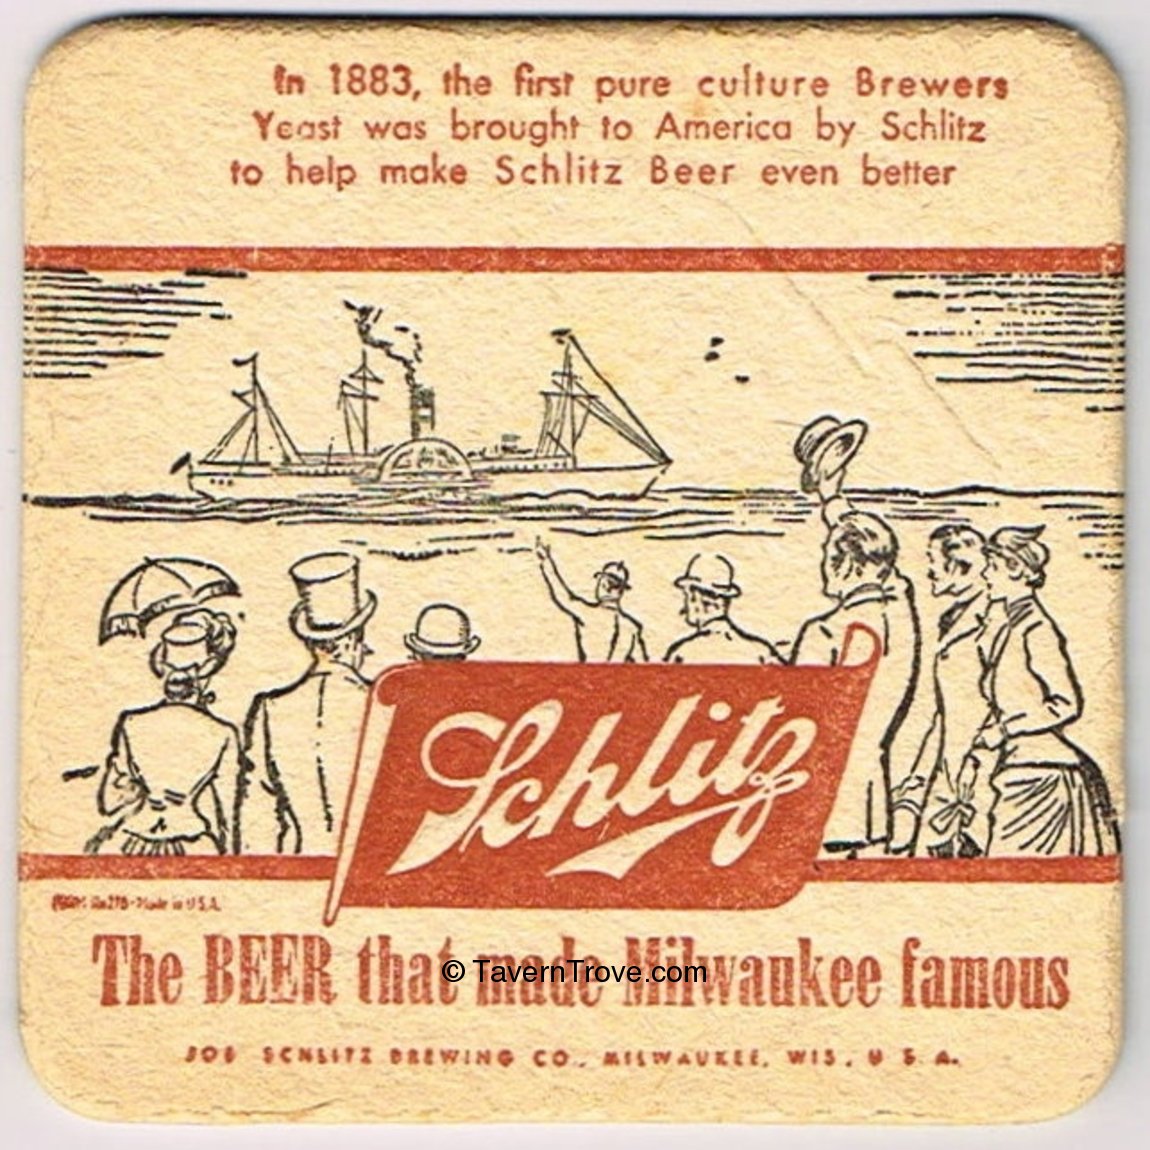 In 1883, the first pure culture Brewers
Yeast was brought to America by Schlitz
to help make Schlitz Beer even better
Schlitz
Made in U.S.A.
The BEER that made Milwaukee famous
© TavernTrove.com
JOS SCHLITZ BREWING CO., MILWAUKEE, WIS., U S A.